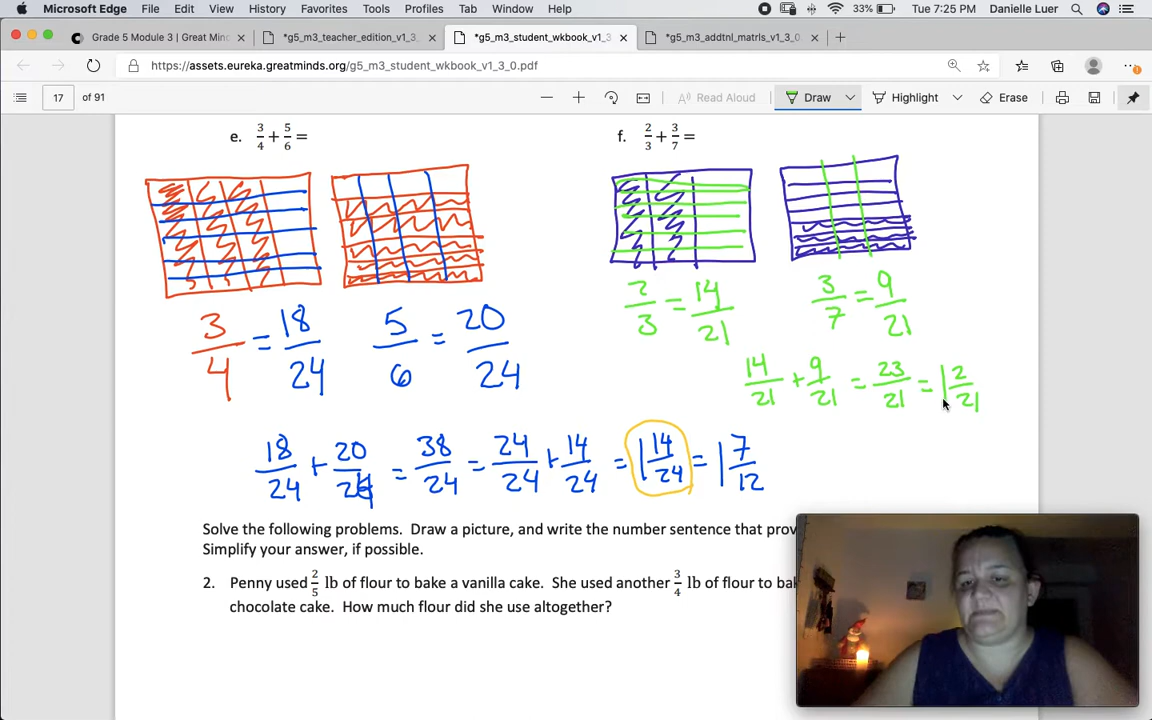 Microsoft Edge File Edit View History Favorites Tools Profiles Tab Window Help 33% Tue 7:25 PM Danielle Luer
Grade 5 Module 3 | Great Min × *g5_m3_teacher_edition_v1_3_ × *g5_m3_student_wkbook_v1_3 × *g5_m3_addtnl_matrls_v1_3_0 × +
https://assets.eureka.greatminds.org/g5_m3_student_wkbook_v1_3_0.pdf
17 of 91 Read Aloud Draw Highlight Erase
e. 3/4 + 5/6 = f. 2/3 + 3/7 =
2/3 = 14/21 3/7 = 9/21
3/4 = 18/24 5/6 = 20/24
14/21 + 9/21 = 23/21 = 1 2/21
18/24 + 20/24 = 38/24 = 24/24 + 14/24 = 1 14/24 = 1 7/12
Solve the following problems. Draw a picture, and write the number sentence that prov
Simplify your answer, if possible.
2. Penny used 2/5 lb of flour to bake a vanilla cake. She used another 3/4 lb of flour to ba
chocolate cake. How much flour did she use altogether?